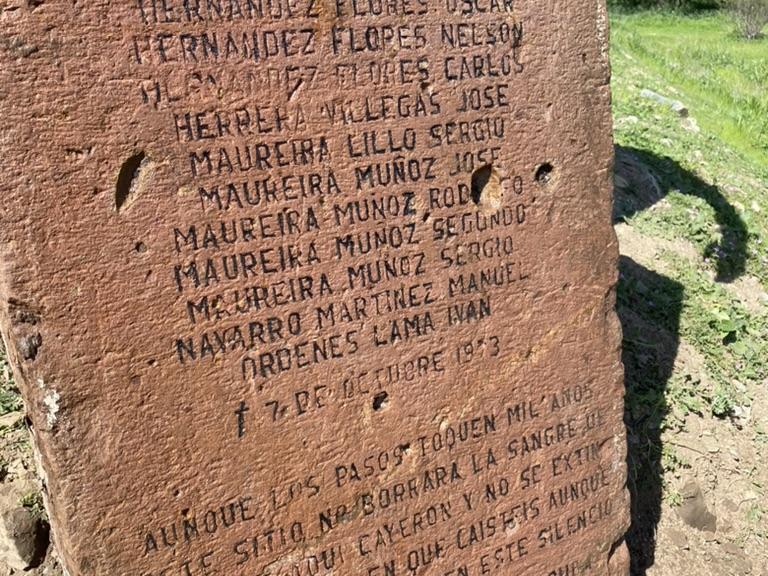 HERNANDEZ FLORES OSCAR
HERNANDEZ FLORES NELSON
HERNANDEZ FLORES CARLOS
HERRERA VILLEGAS JOSE
MAUREIRA LILLO SERGIO
MAUREIRA MUÑOZ JOSE
MAUREIRA MUÑOZ RODOLFO
MAUREIRA MUÑOZ SEGUNDO
MAUREIRA MUÑOZ SERGIO
NAVARRO MARTINEZ MANUEL
ORDENES LAMA IVAN
† 7 DE OCTUBRE 1973
AUNQUE LOS PASOS TOQUEN MIL AÑOS
ESTE SITIO NO BORRARA LA SANGRE DE
AQUI CAYERON Y NO SE EXTIN
EN QUE CAISTEIS AUNQUE
EN ESTE SILENCIO